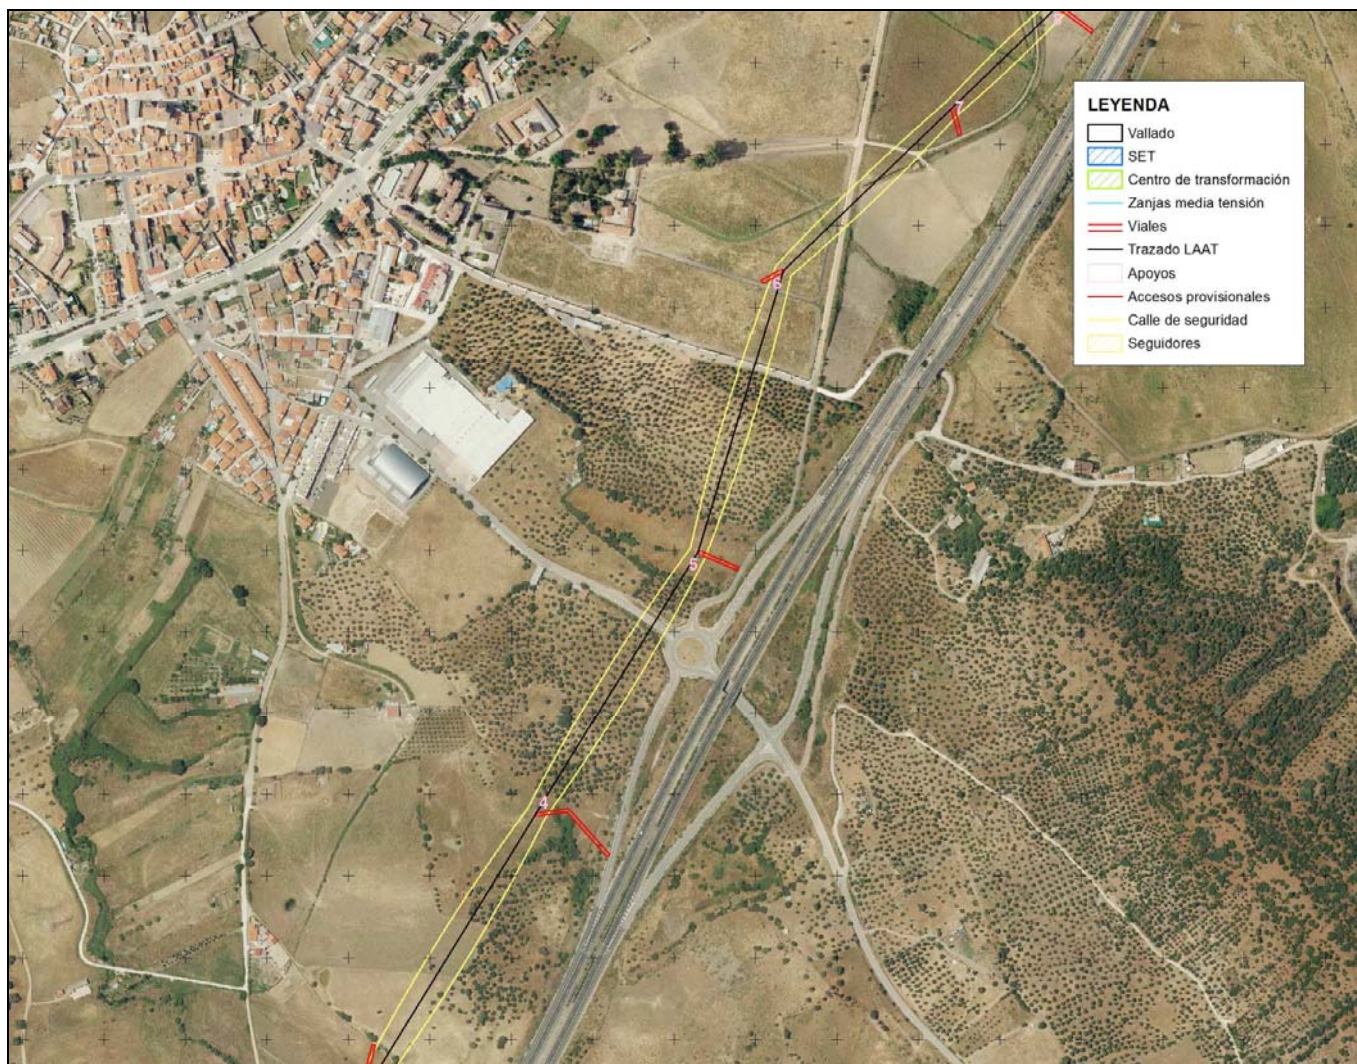 8
7
LEYENDA
Vallado
SET
Centro de transformación
Zanjas media tensión
Viales
Trazado LAAT
Apoyos
Accesos provisionales
Calle de seguridad
Seguidores
6
5
4